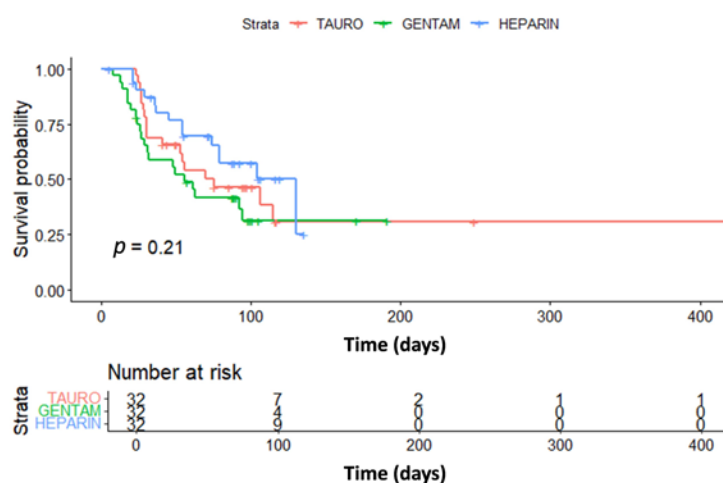 Strata TAURO GENTAM HEPARIN
Survival probability
1.00
0.75
0.50
0.25
0.00
p = 0.21
0 100 200 300 400
Time (days)
Number at risk
Strata
TAURO 32 7 2 1 1
GENTAM 32 4 0 0 0
HEPARIN 32 9 0 0 0
0 100 200 300 400
Time (days)